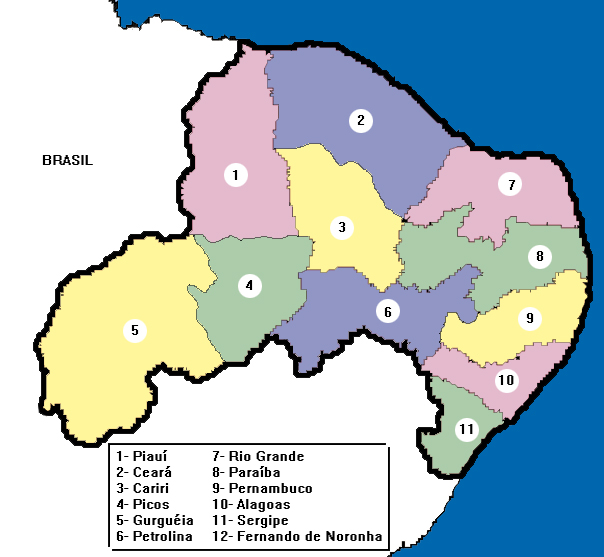 2
1
7
BRASIL
3
8
4
6
9
5
10
11
1- Piauí
2- Ceará
3- Cariri
4- Picos
5- Gurguéia
6- Petrolina
7- Rio Grande
8- Paraíba
9- Pernambuco
10- Alagoas
11- Sergipe
12- Fernando de Noronha